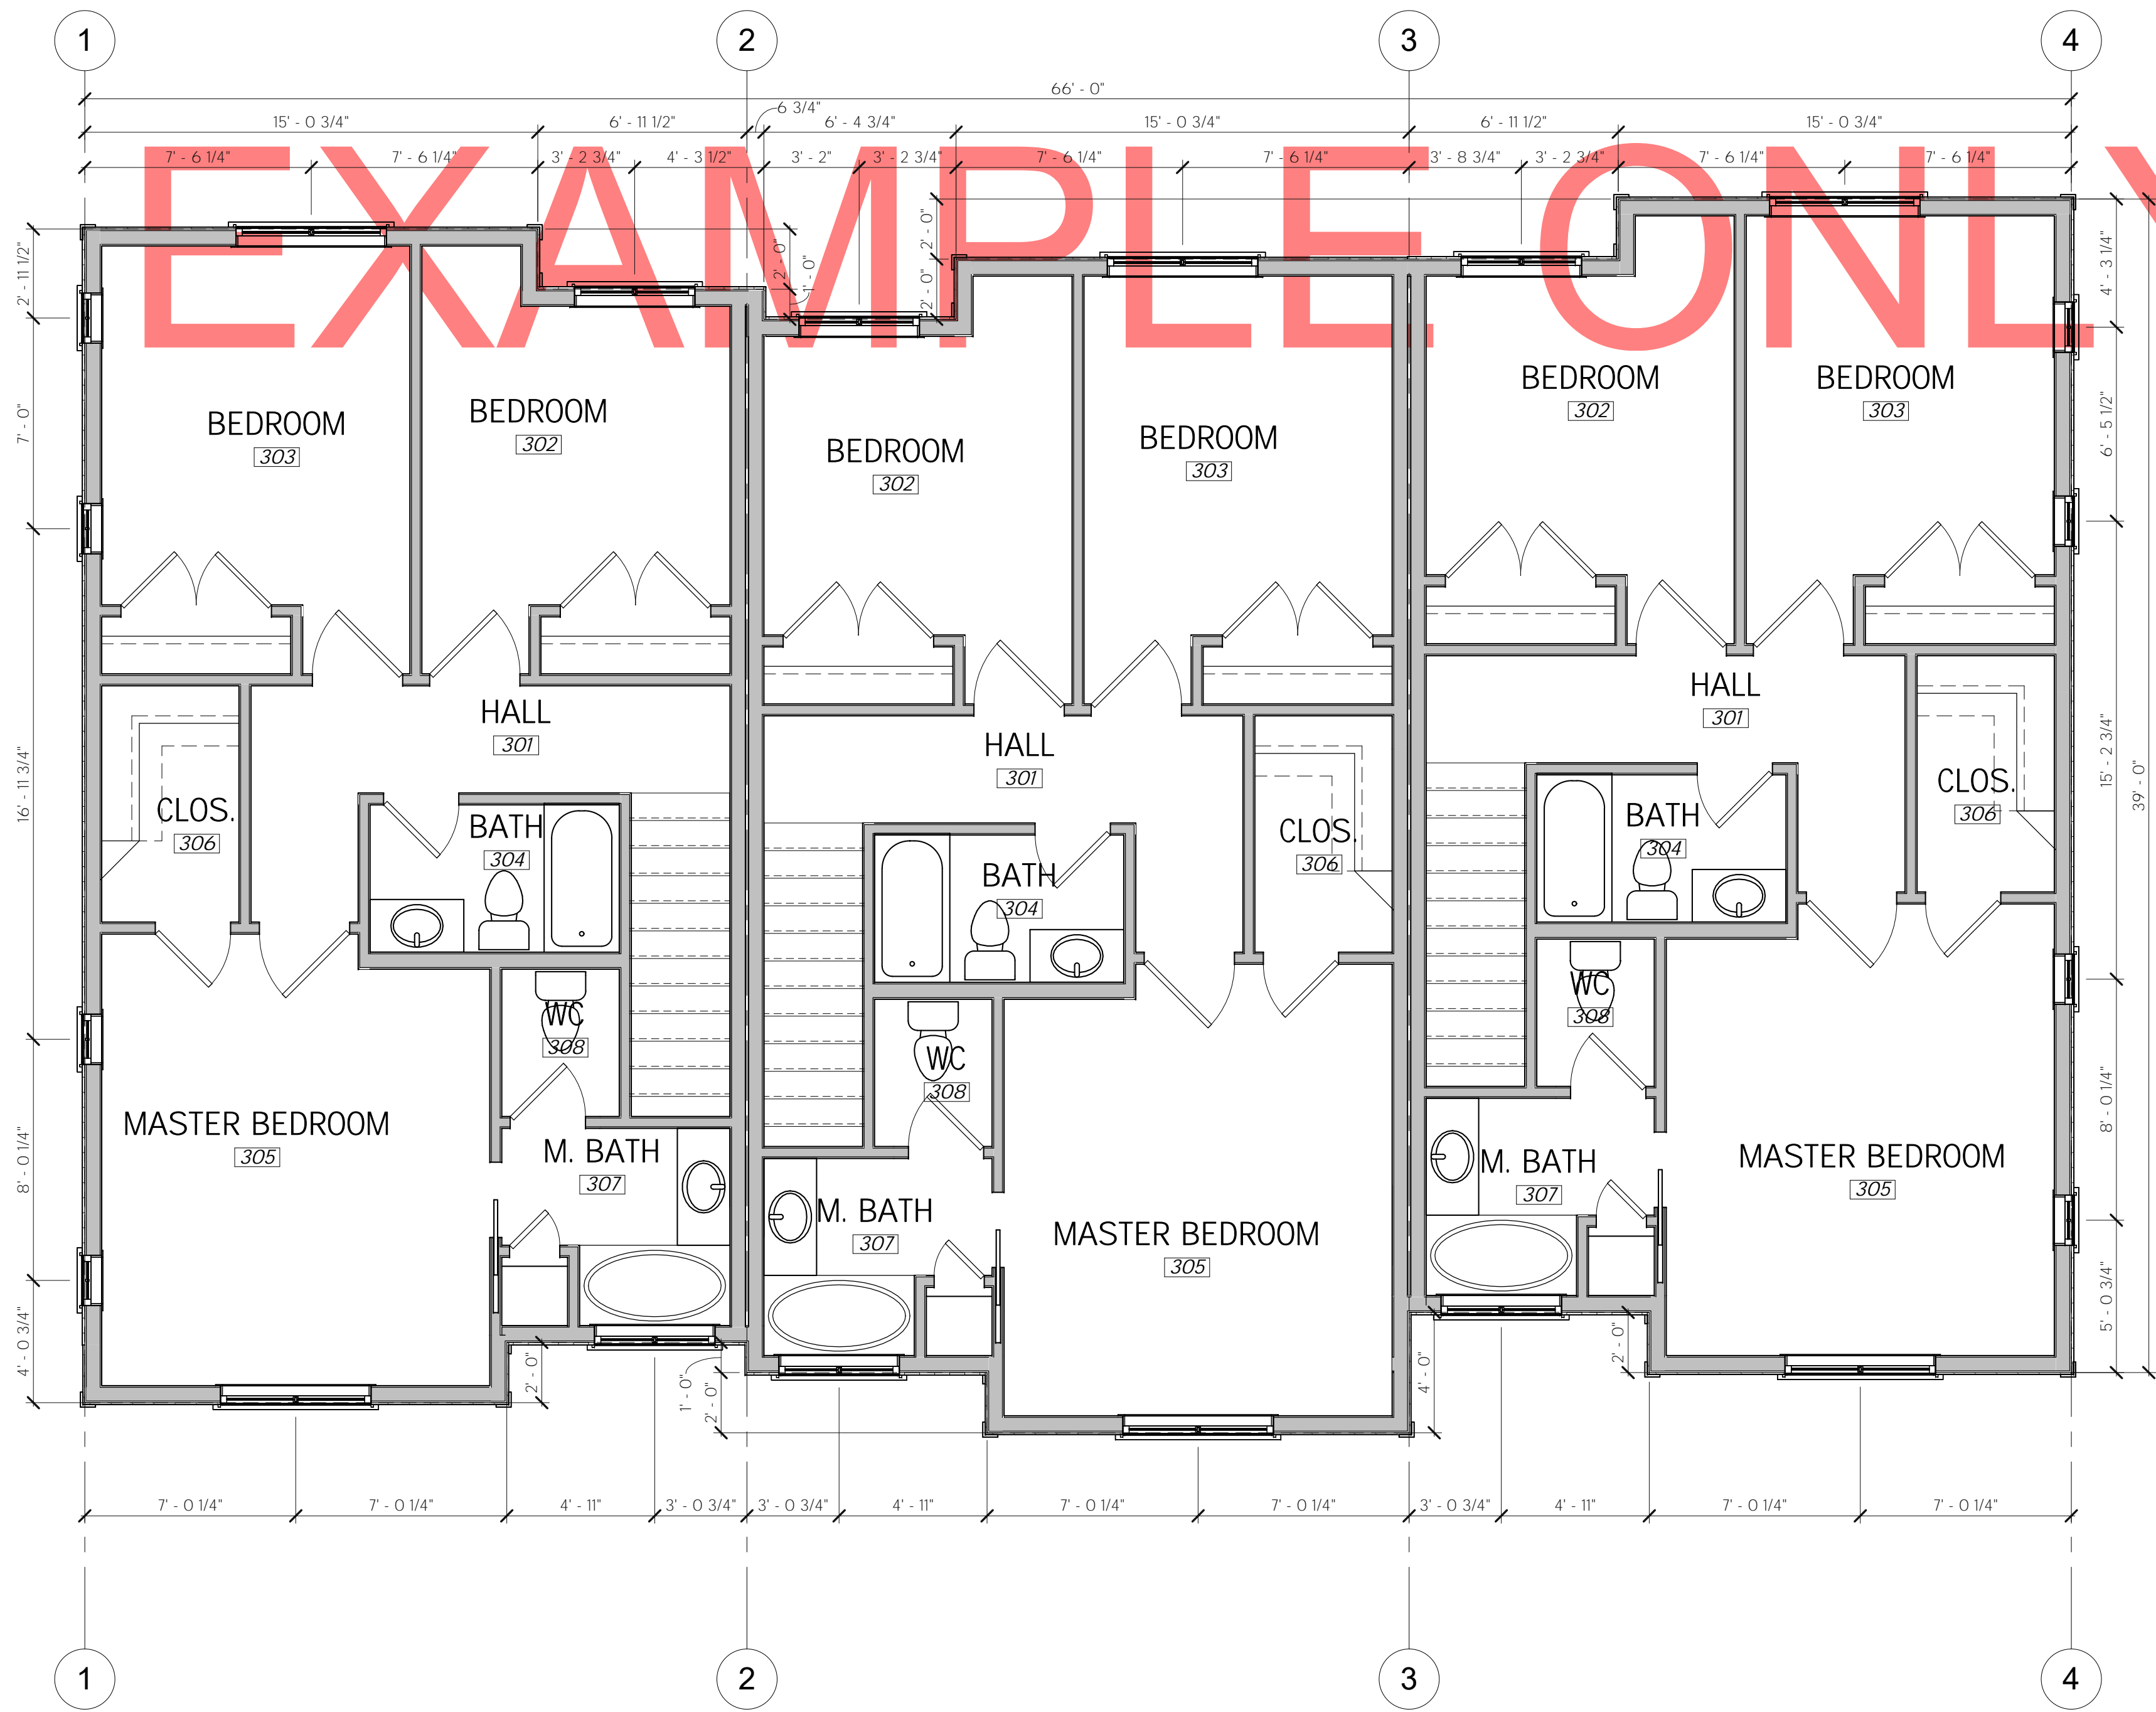 1 2 3 4
66' - 0"
6 3/4"
15' - 0 3/4" 6' - 11 1/2" 6' - 4 3/4" 15' - 0 3/4" 6' - 11 1/2" 15' - 0 3/4"
7' - 6 1/4" 7' - 6 1/4" 3' - 2 3/4" 4' - 3 1/2" 3' - 2" 3' - 2 3/4" 7' - 6 1/4" 7' - 6 1/4" 3' - 8 3/4" 3' - 2 3/4" 7' - 6 1/4" 7' - 6 1/4"
EXAMPLE ONLY
2' - 11 1/2"
7' - 0"
16' - 11 3/4"
8' - 0 1/4"
4' - 0 3/4"
2' - 0"
1' - 0"
2' - 0"
2' - 0"
4' - 3 1/4"
6' - 5 1/2"
15' - 2 3/4"
39' - 0"
8' - 0 1/4"
5' - 0 3/4"
BEDROOM
303
BEDROOM
302
HALL
301
CLOS.
306
BATH
304
WC
308
MASTER BEDROOM
305
M. BATH
307
BEDROOM
302
BEDROOM
303
HALL
301
CLOS.
306
BATH
304
WC
308
M. BATH
307
MASTER BEDROOM
305
BEDROOM
302
BEDROOM
303
HALL
301
CLOS.
306
BATH
304
WC
308
M. BATH
307
MASTER BEDROOM
305
2' - 0"
1' - 0"
2' - 0"
4' - 0"
2' - 0"
7' - 0 1/4" 7' - 0 1/4" 4' - 11" 3' - 0 3/4" 3' - 0 3/4" 4' - 11" 7' - 0 1/4" 7' - 0 1/4" 3' - 0 3/4" 4' - 11" 7' - 0 1/4" 7' - 0 1/4"
1 2 3 4